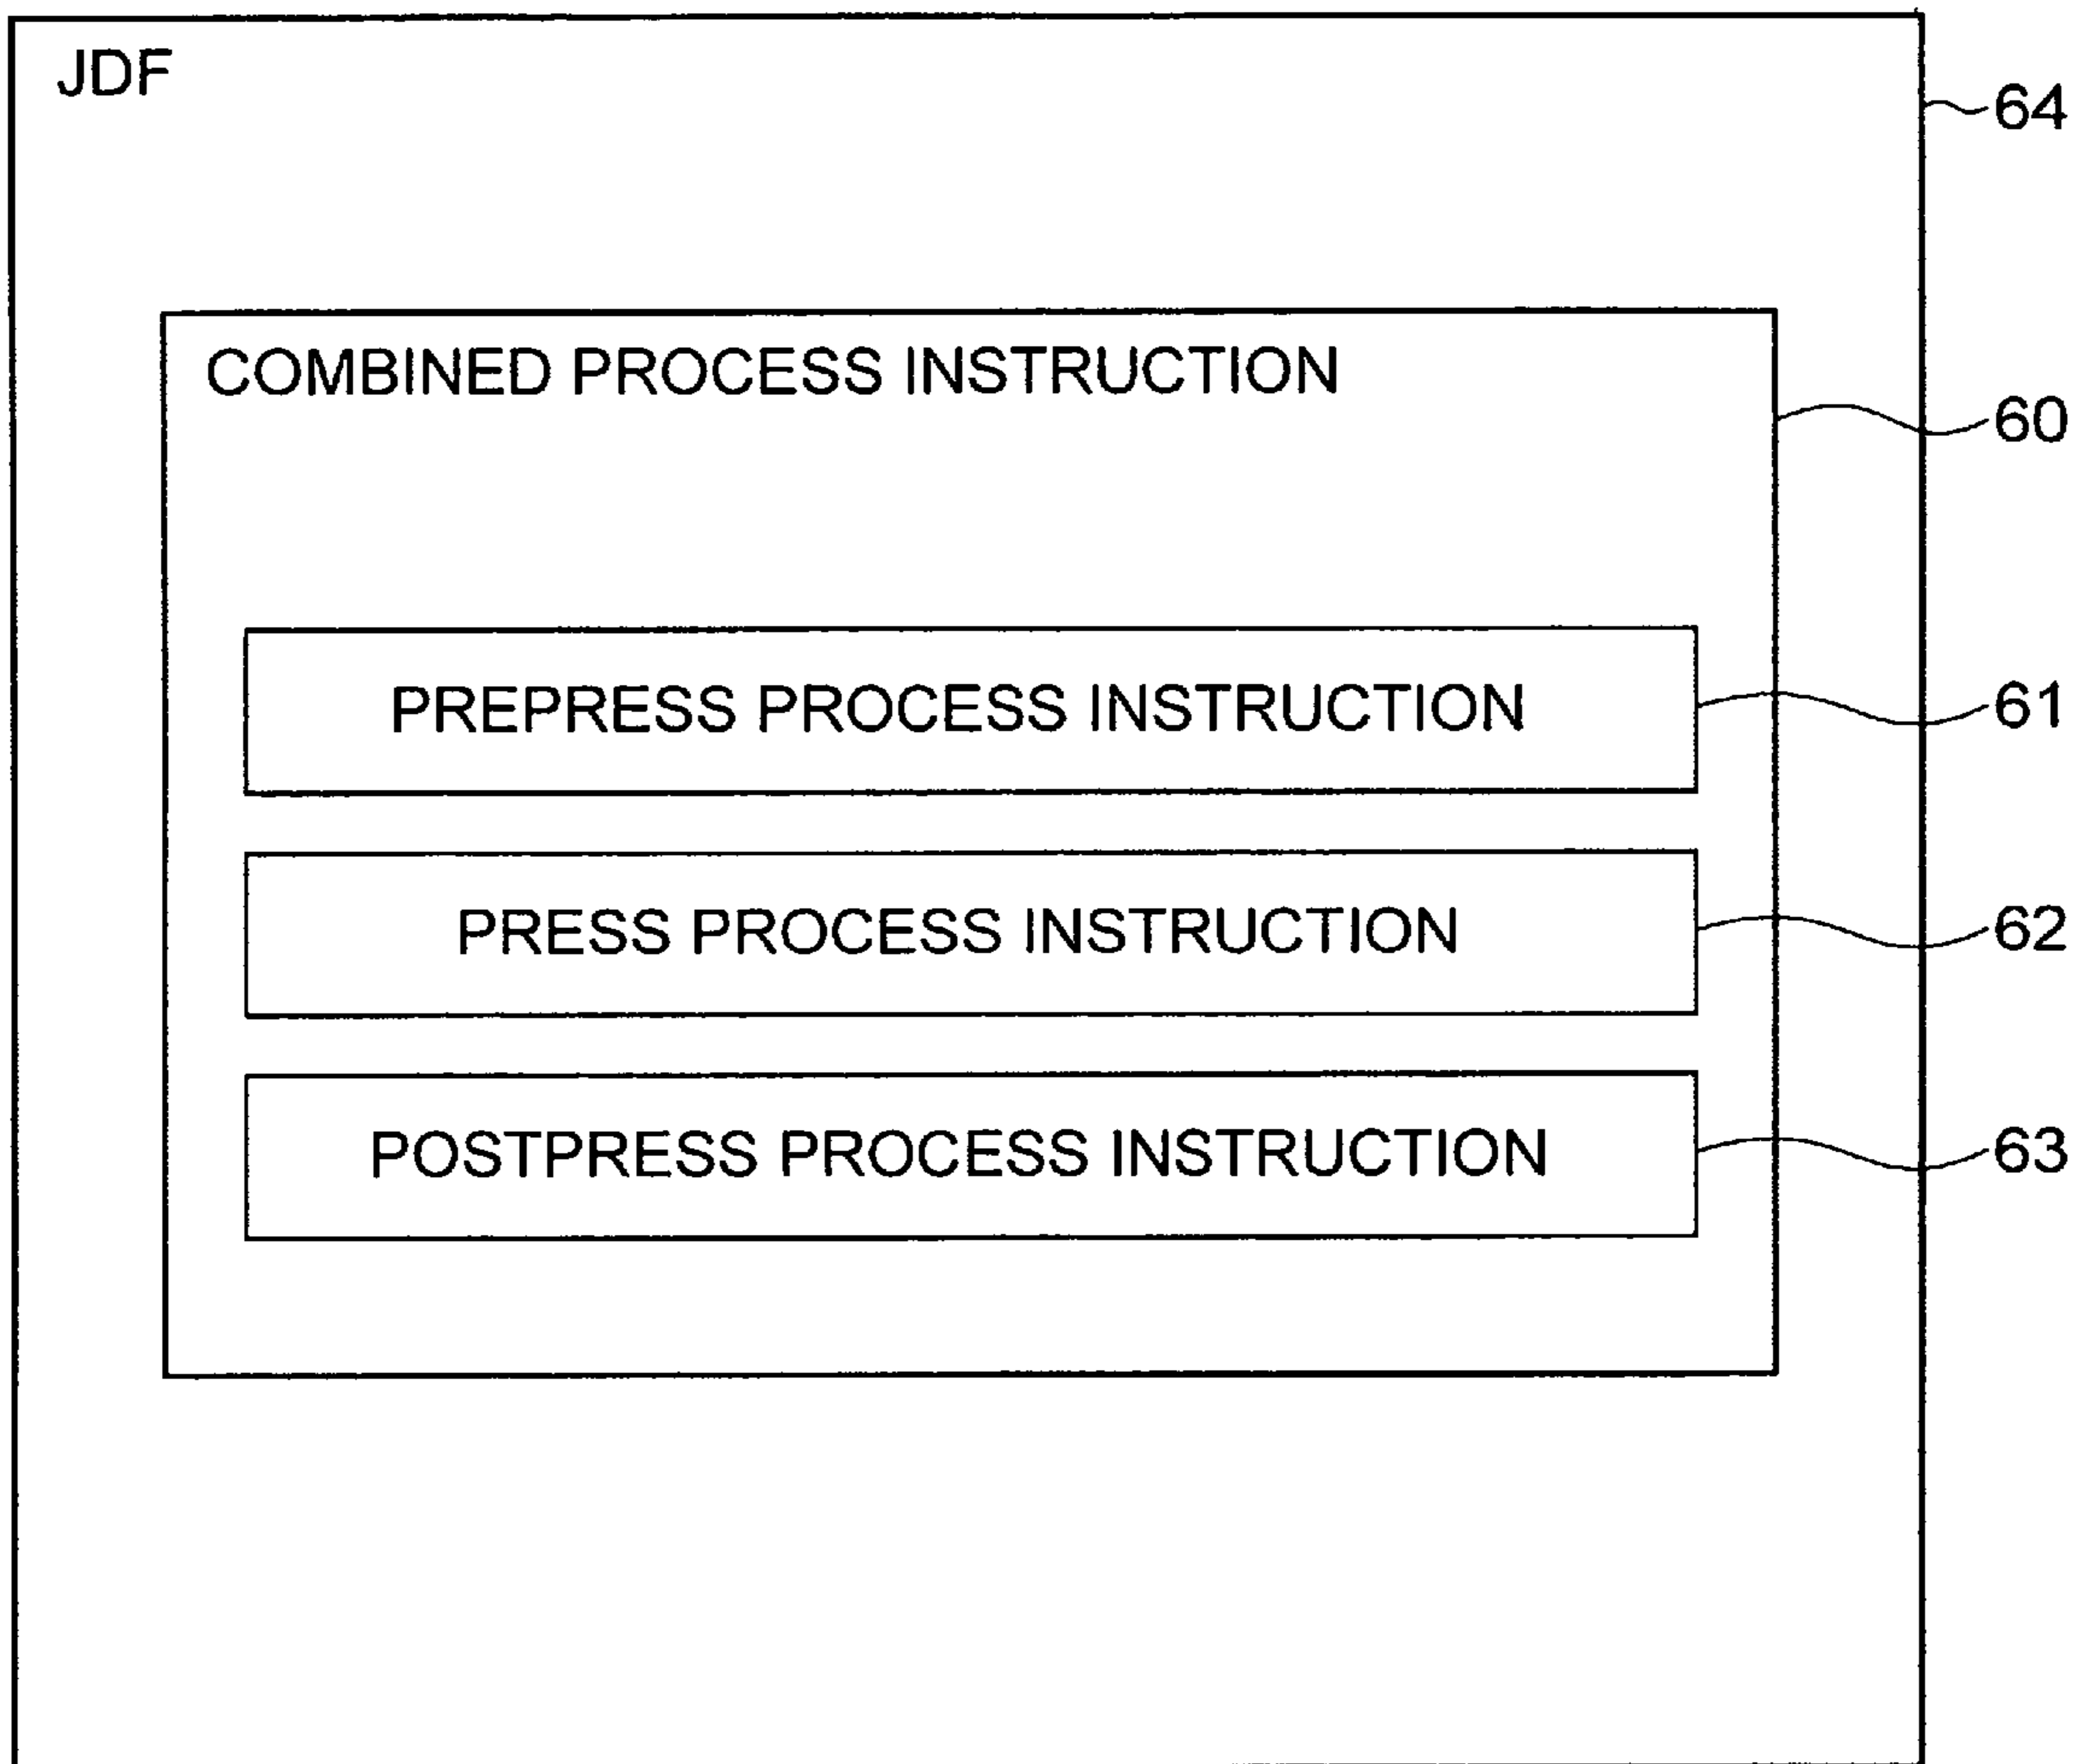 JDF
64
COMBINED PROCESS INSTRUCTION
60
PREPRESS PROCESS INSTRUCTION
61
PRESS PROCESS INSTRUCTION
62
POSTPRESS PROCESS INSTRUCTION
63